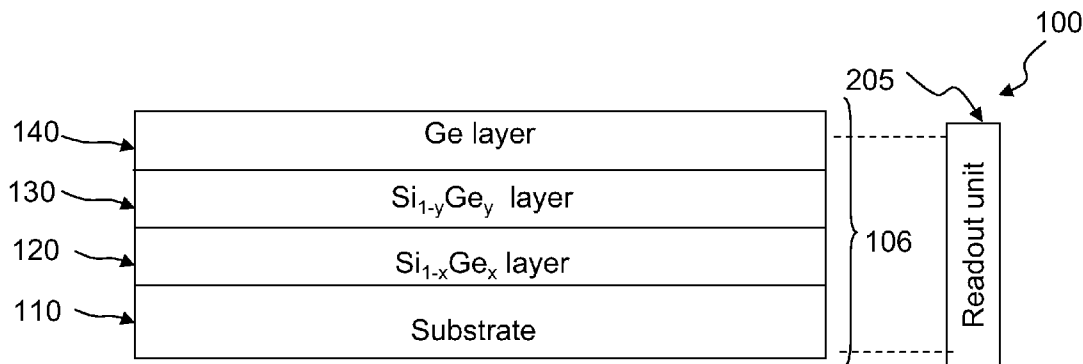 100
205
140
Ge layer
130
Si₁₋yGey layer
120
Si₁₋ₓGeₓ layer
106
110
Substrate
Readout unit